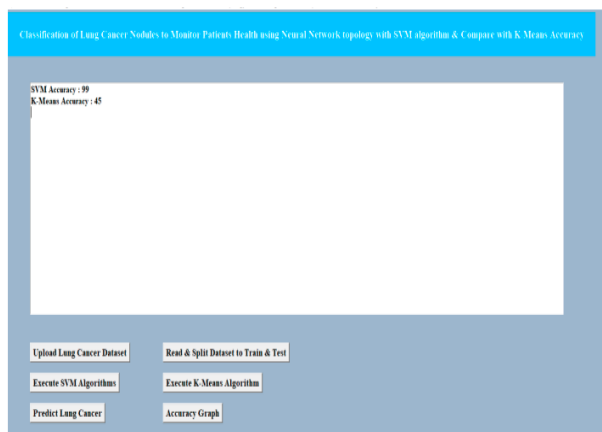 Classification of Lung Cancer Nodules to Monitor Patients Health using Neural Network topology with SVM algorithm & Compare with K Means Accuracy
SVM Accuracy : 99
K-Means Accuracy : 45
Upload Lung Cancer Dataset
Read & Split Dataset to Train & Test
Execute SVM Algorithms
Execute K-Means Algorithm
Predict Lung Cancer
Accuracy Graph